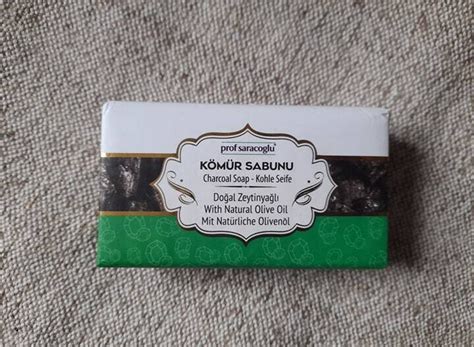 prof saracoglu
KÖMÜR SABUNU
Charcoal Soap - Kohle Seife
Doğal Zeytinyağlı
With Natural Olive Oil
Mit Natürliche Olivenöl